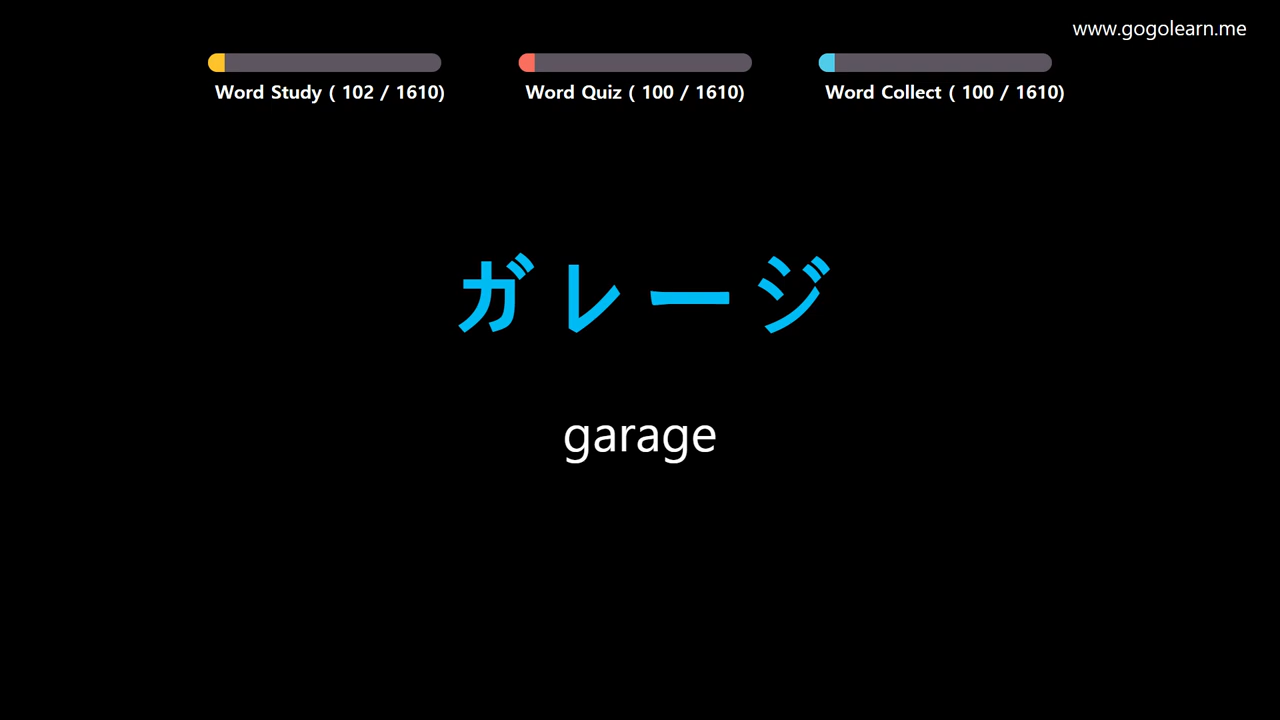 www.gogolearn.me
Word Study ( 102 / 1610)
Word Quiz ( 100 / 1610)
Word Collect ( 100 / 1610)
ガレージ
garage